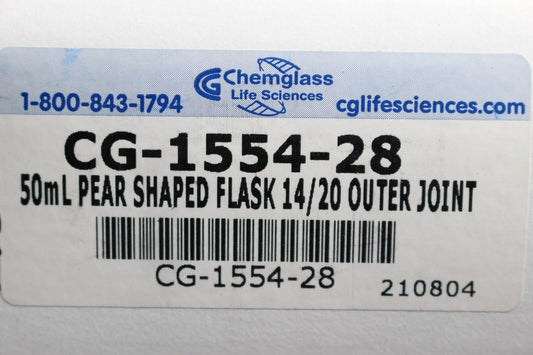 Chemglass
Life Sciences
1-800-843-1794
cglifesciences.com
CG-1554-28
50mL PEAR SHAPED FLASK 14/20 OUTER JOINT
CG-1554-28
210804